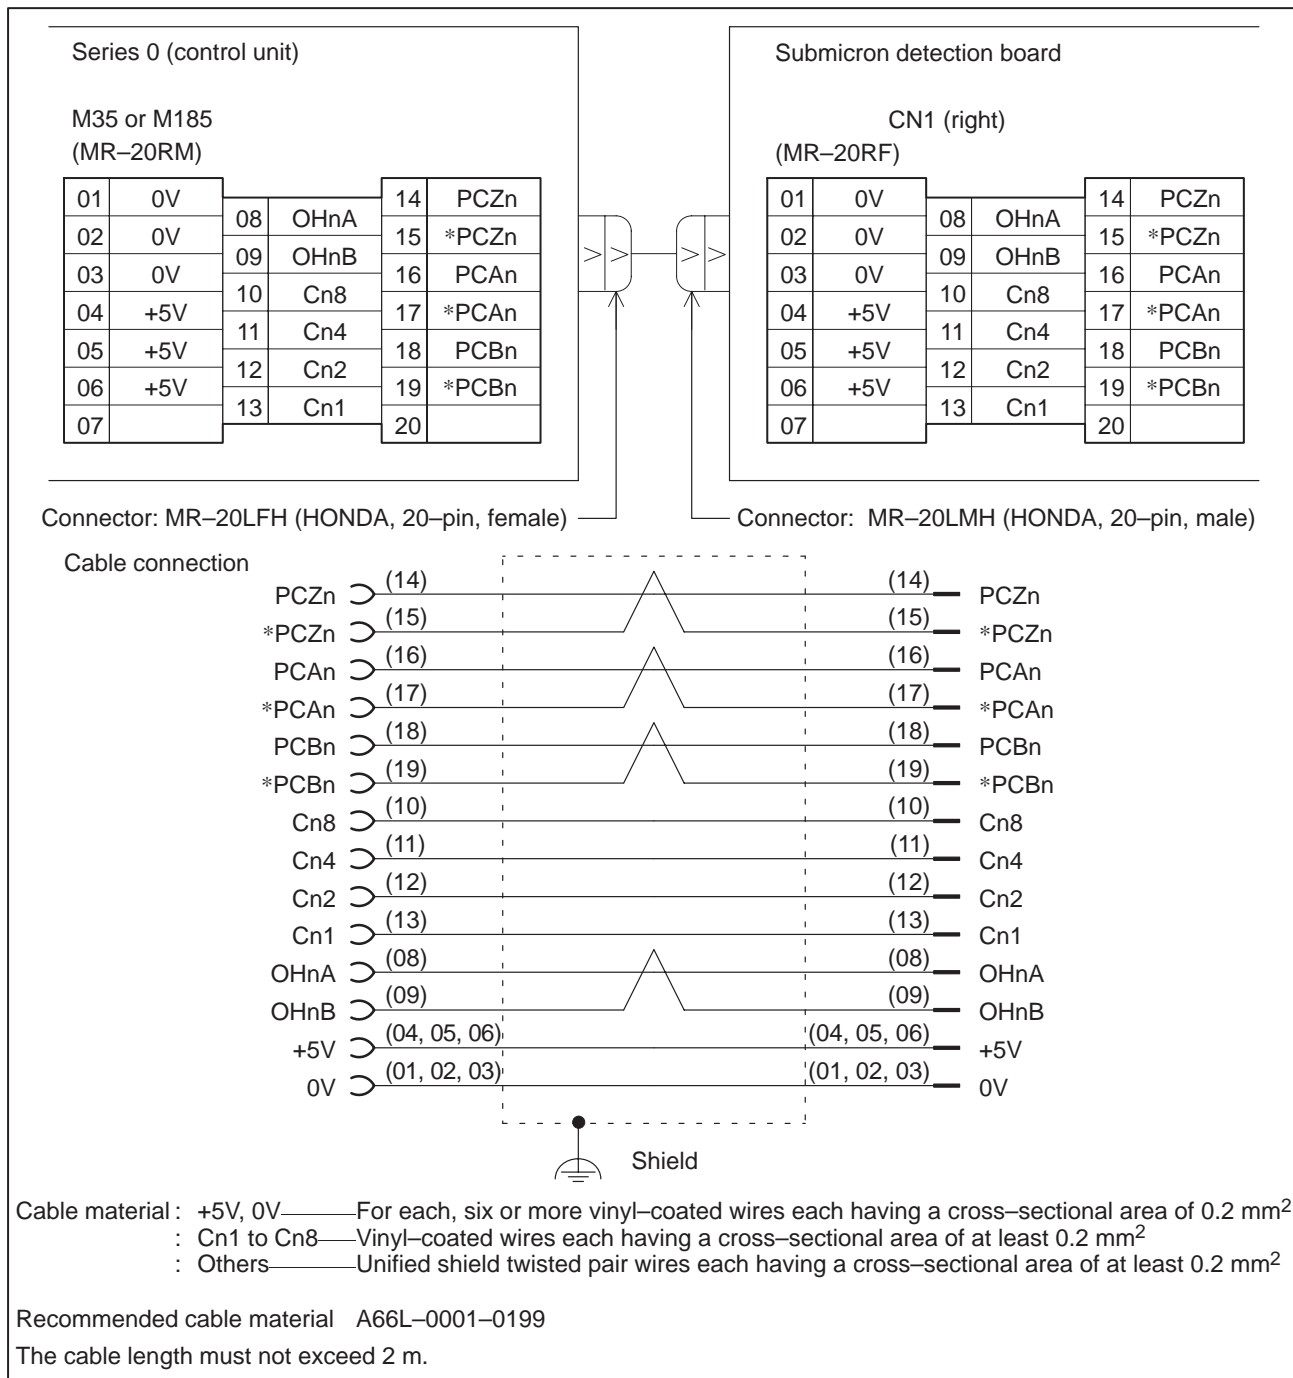 Series 0 (control unit)
Submicron detection board
M35 or M185
(MR–20RM)
CN1 (right)
(MR–20RF)
01 0V
02 0V
03 0V
04 +5V
05 +5V
06 +5V
07
08 OHnA
09 OHnB
10 Cn8
11 Cn4
12 Cn2
13 Cn1
14 PCZn
15 *PCZn
16 PCAn
17 *PCAn
18 PCBn
19 *PCBn
20
01 0V
02 0V
03 0V
04 +5V
05 +5V
06 +5V
07
08 OHnA
09 OHnB
10 Cn8
11 Cn4
12 Cn2
13 Cn1
14 PCZn
15 *PCZn
16 PCAn
17 *PCAn
18 PCBn
19 *PCBn
20
Connector: MR–20LFH (HONDA, 20–pin, female)
Connector: MR–20LMH (HONDA, 20–pin, male)
Cable connection
PCZn (14) (14) PCZn
*PCZn (15) (15) *PCZn
PCAn (16) (16) PCAn
*PCAn (17) (17) *PCAn
PCBn (18) (18) PCBn
*PCBn (19) (19) *PCBn
Cn8 (10) (10) Cn8
Cn4 (11) (11) Cn4
Cn2 (12) (12) Cn2
Cn1 (13) (13) Cn1
OHnA (08) (08) OHnA
OHnB (09) (09) OHnB
+5V (04, 05, 06) (04, 05, 06) +5V
0V (01, 02, 03) (01, 02, 03) 0V
Shield
Cable material : +5V, 0V For each, six or more vinyl–coated wires each having a cross–sectional area of 0.2 mm²
: Cn1 to Cn8 Vinyl–coated wires each having a cross–sectional area of at least 0.2 mm²
: Others Unified shield twisted pair wires each having a cross–sectional area of at least 0.2 mm²
Recommended cable material A66L–0001–0199
The cable length must not exceed 2 m.